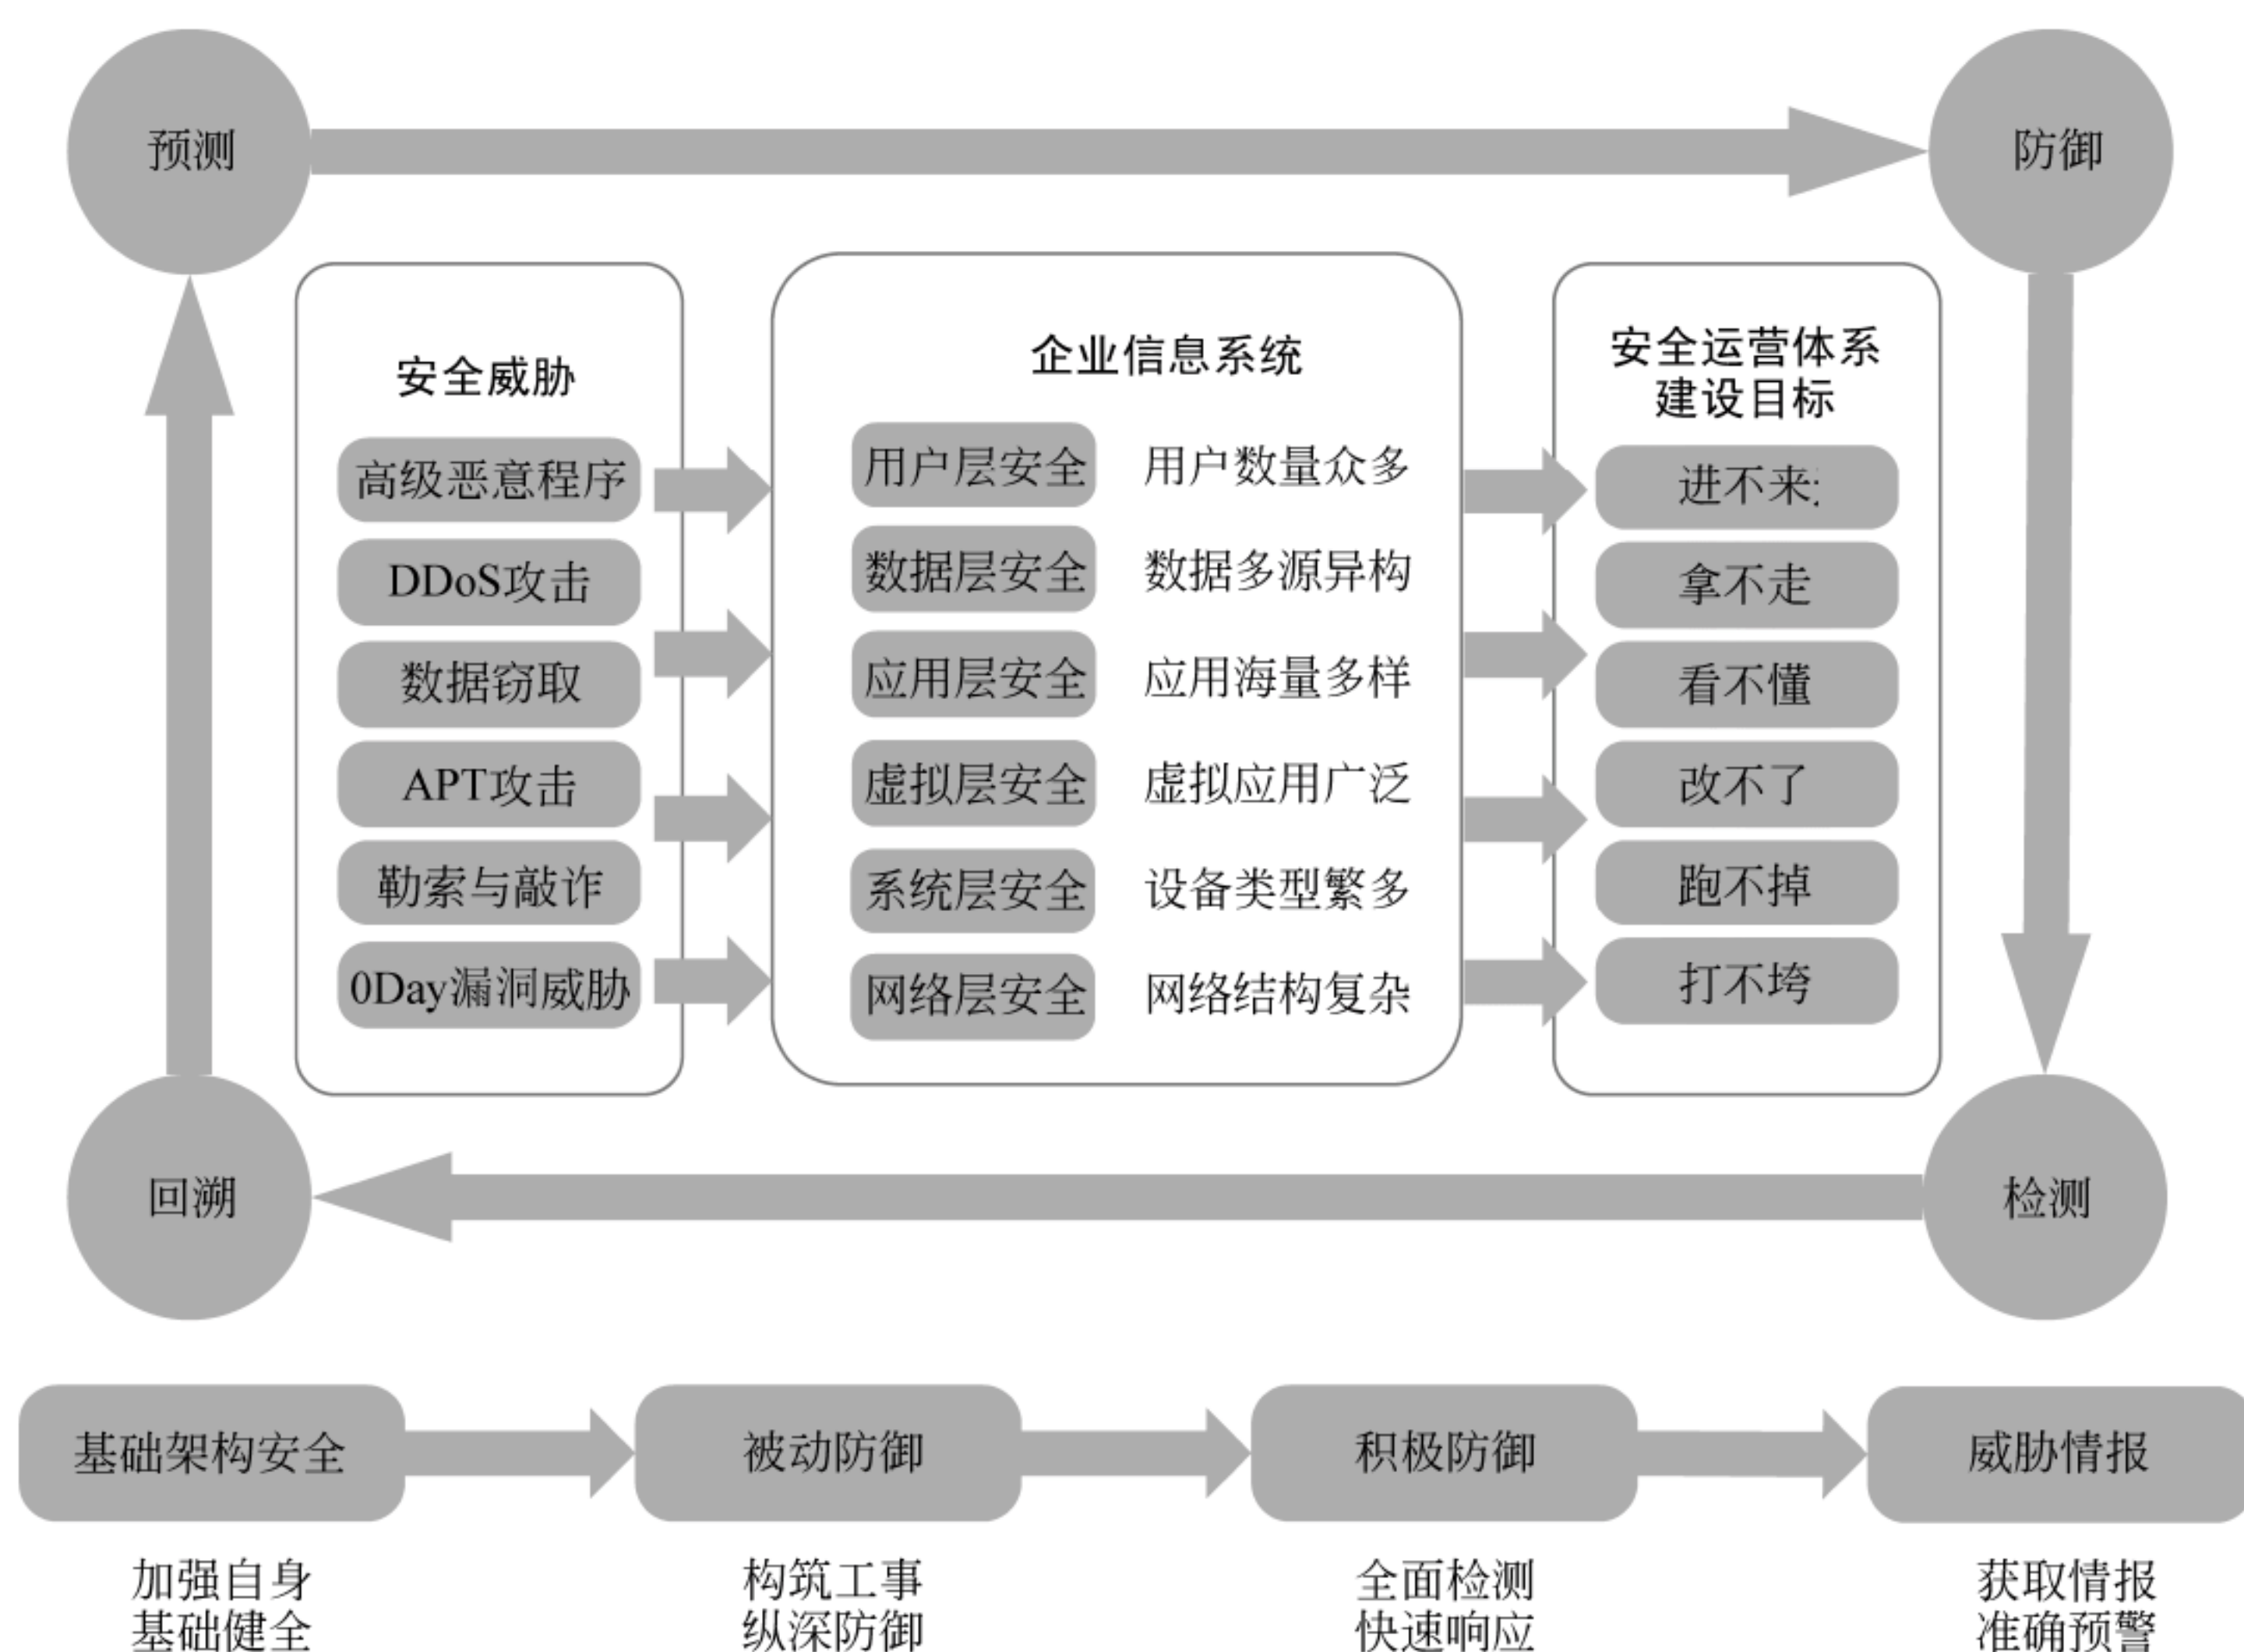 预测
防御
安全威胁
高级恶意程序
DDoS攻击
数据窃取
APT攻击
勒索与敲诈
0Day漏洞威胁
企业信息系统
用户层安全 用户数量众多
数据层安全 数据多源异构
应用层安全 应用海量多样
虚拟层安全 虚拟应用广泛
系统层安全 设备类型繁多
网络层安全 网络结构复杂
安全运营体系
建设目标
进不来;
拿不走
看不懂
改不了
跑不掉
打不垮
回溯
检测
基础架构安全
加强自身
基础健全
被动防御
构筑工事
纵深防御
积极防御
全面检测
快速响应
威胁情报
获取情报
准确预警